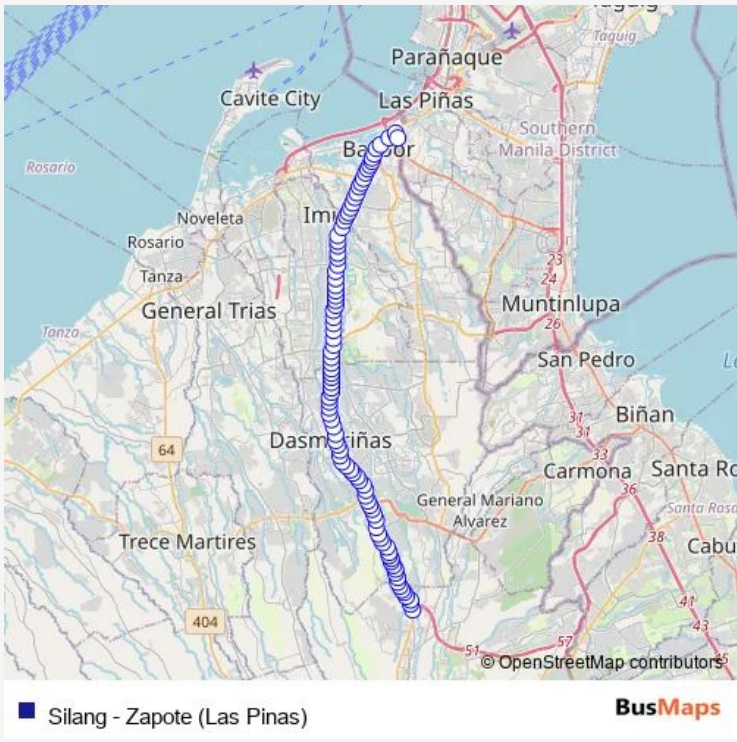 Taguig
Parañaque
Taguig
Cavite City
Las Piñas
Southern
Manila District
Rosario
Noveleta
Rosario
Tanza
General Trias
23
24
Muntinlupa
26
Tanza
San Pedro
31
31
Biñan
Dasmariñas
33
64
Carmona
Santa Ro
36
General Mariano
Alvarez
Santa Rosa
38
Trece Martires
Cabu
41
404
43
51
57
© OpenStreetMap contributors
Silang - Zapote (Las Pinas)
BusMaps